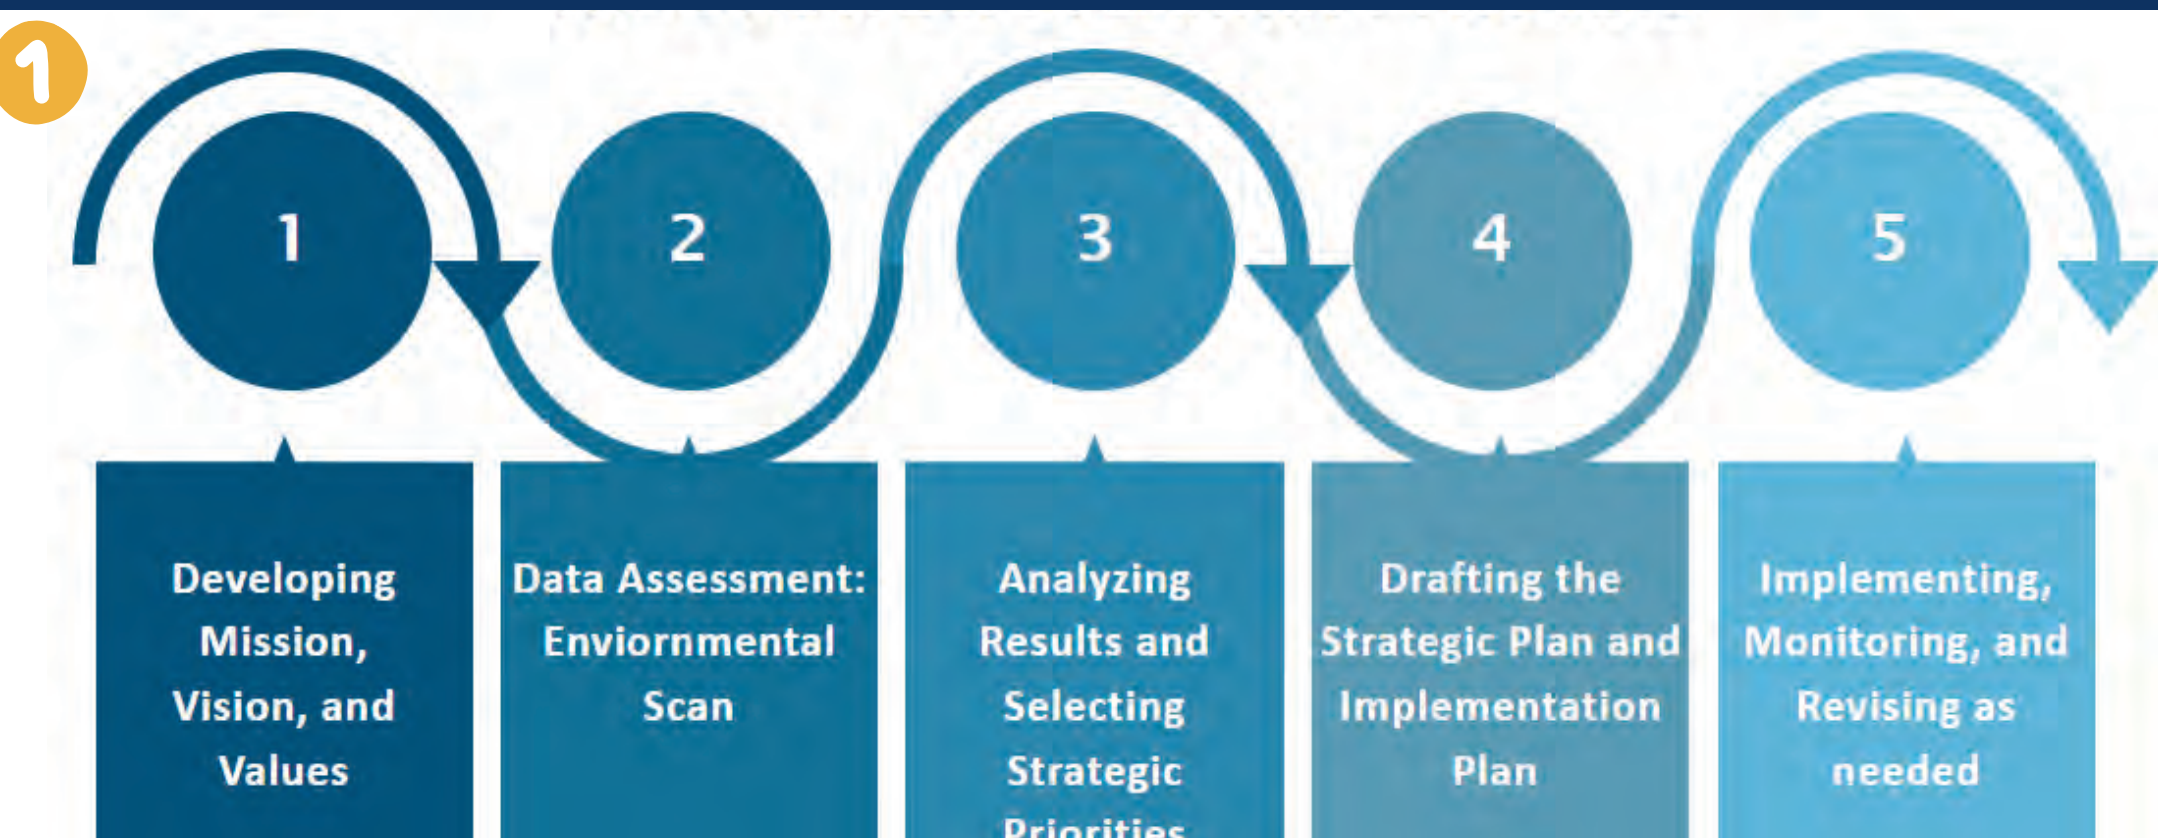 1
1
2
3
4
5
Developing
Mission,
Vision, and
Values
Data Assessment:
Enviornmental
Scan
Analyzing
Results and
Selecting
Strategic
Priorities
Drafting the
Strategic Plan and
Implementation
Plan
Implementing,
Monitoring, and
Revising as
needed